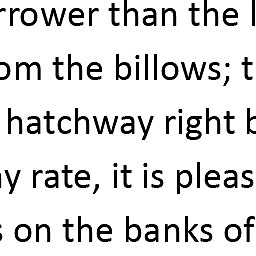 rrower than the
om the billows; t
hatchway right b
y rate, it is pleas
s on the banks of